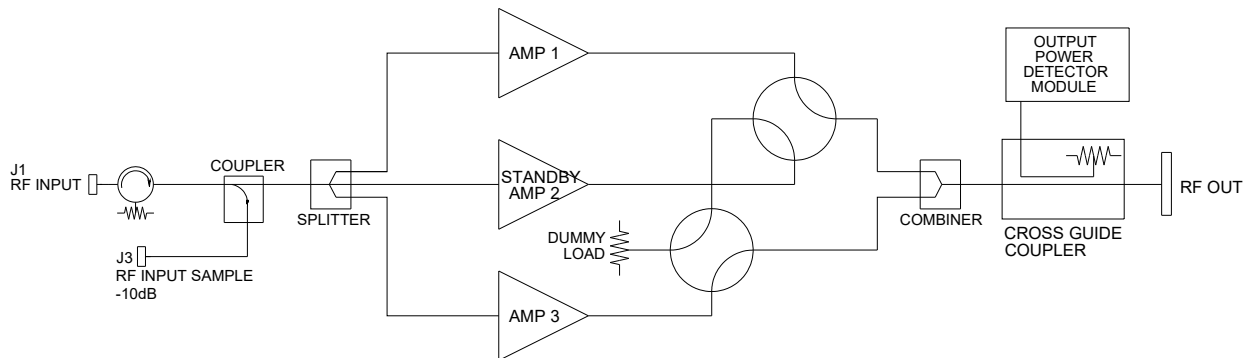 AMP 1
OUTPUT
POWER
DETECTOR
MODULE
J1
RF INPUT
COUPLER
SPLITTER
STANDBY
AMP 2
COMBINER
RF OUT
CROSS GUIDE
COUPLER
DUMMY
LOAD
J3
RF INPUT SAMPLE
-10dB
AMP 3